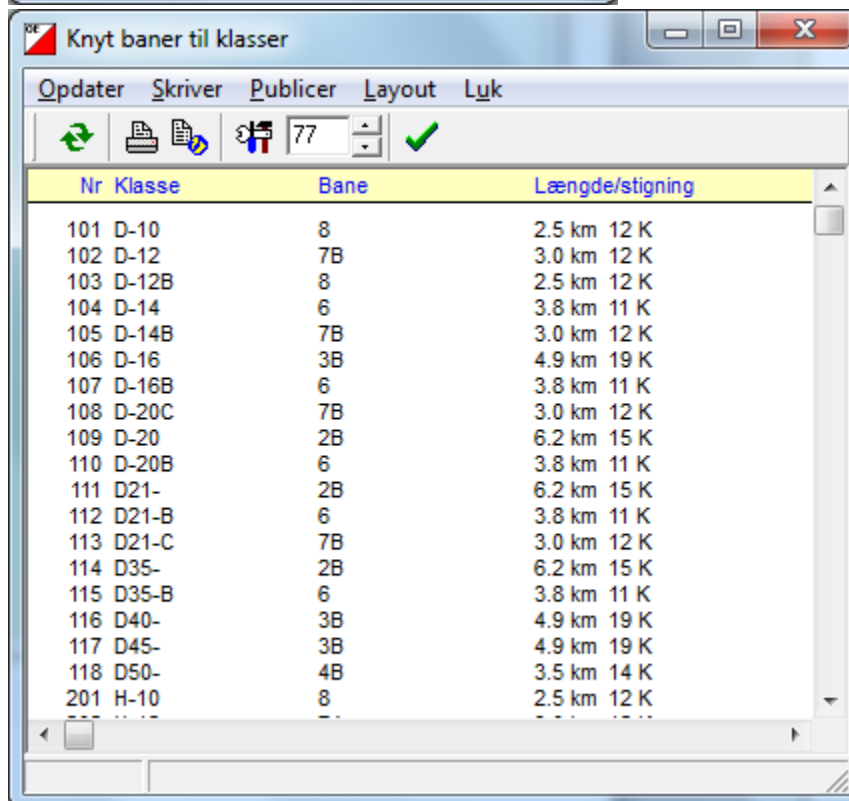 OE Knyt baner til klasser
Opdater Skriver Publicer Layout Luk
77
Nr Klasse Bane Længde/stigning
101 D-10 8 2.5 km 12 K
102 D-12 7B 3.0 km 12 K
103 D-12B 8 2.5 km 12 K
104 D-14 6 3.8 km 11 K
105 D-14B 7B 3.0 km 12 K
106 D-16 3B 4.9 km 19 K
107 D-16B 6 3.8 km 11 K
108 D-20C 7B 3.0 km 12 K
109 D-20 2B 6.2 km 15 K
110 D-20B 6 3.8 km 11 K
111 D21- 2B 6.2 km 15 K
112 D21-B 6 3.8 km 11 K
113 D21-C 7B 3.0 km 12 K
114 D35- 2B 6.2 km 15 K
115 D35-B 6 3.8 km 11 K
116 D40- 3B 4.9 km 19 K
117 D45- 3B 4.9 km 19 K
118 D50- 4B 3.5 km 14 K
201 H-10 8 2.5 km 12 K